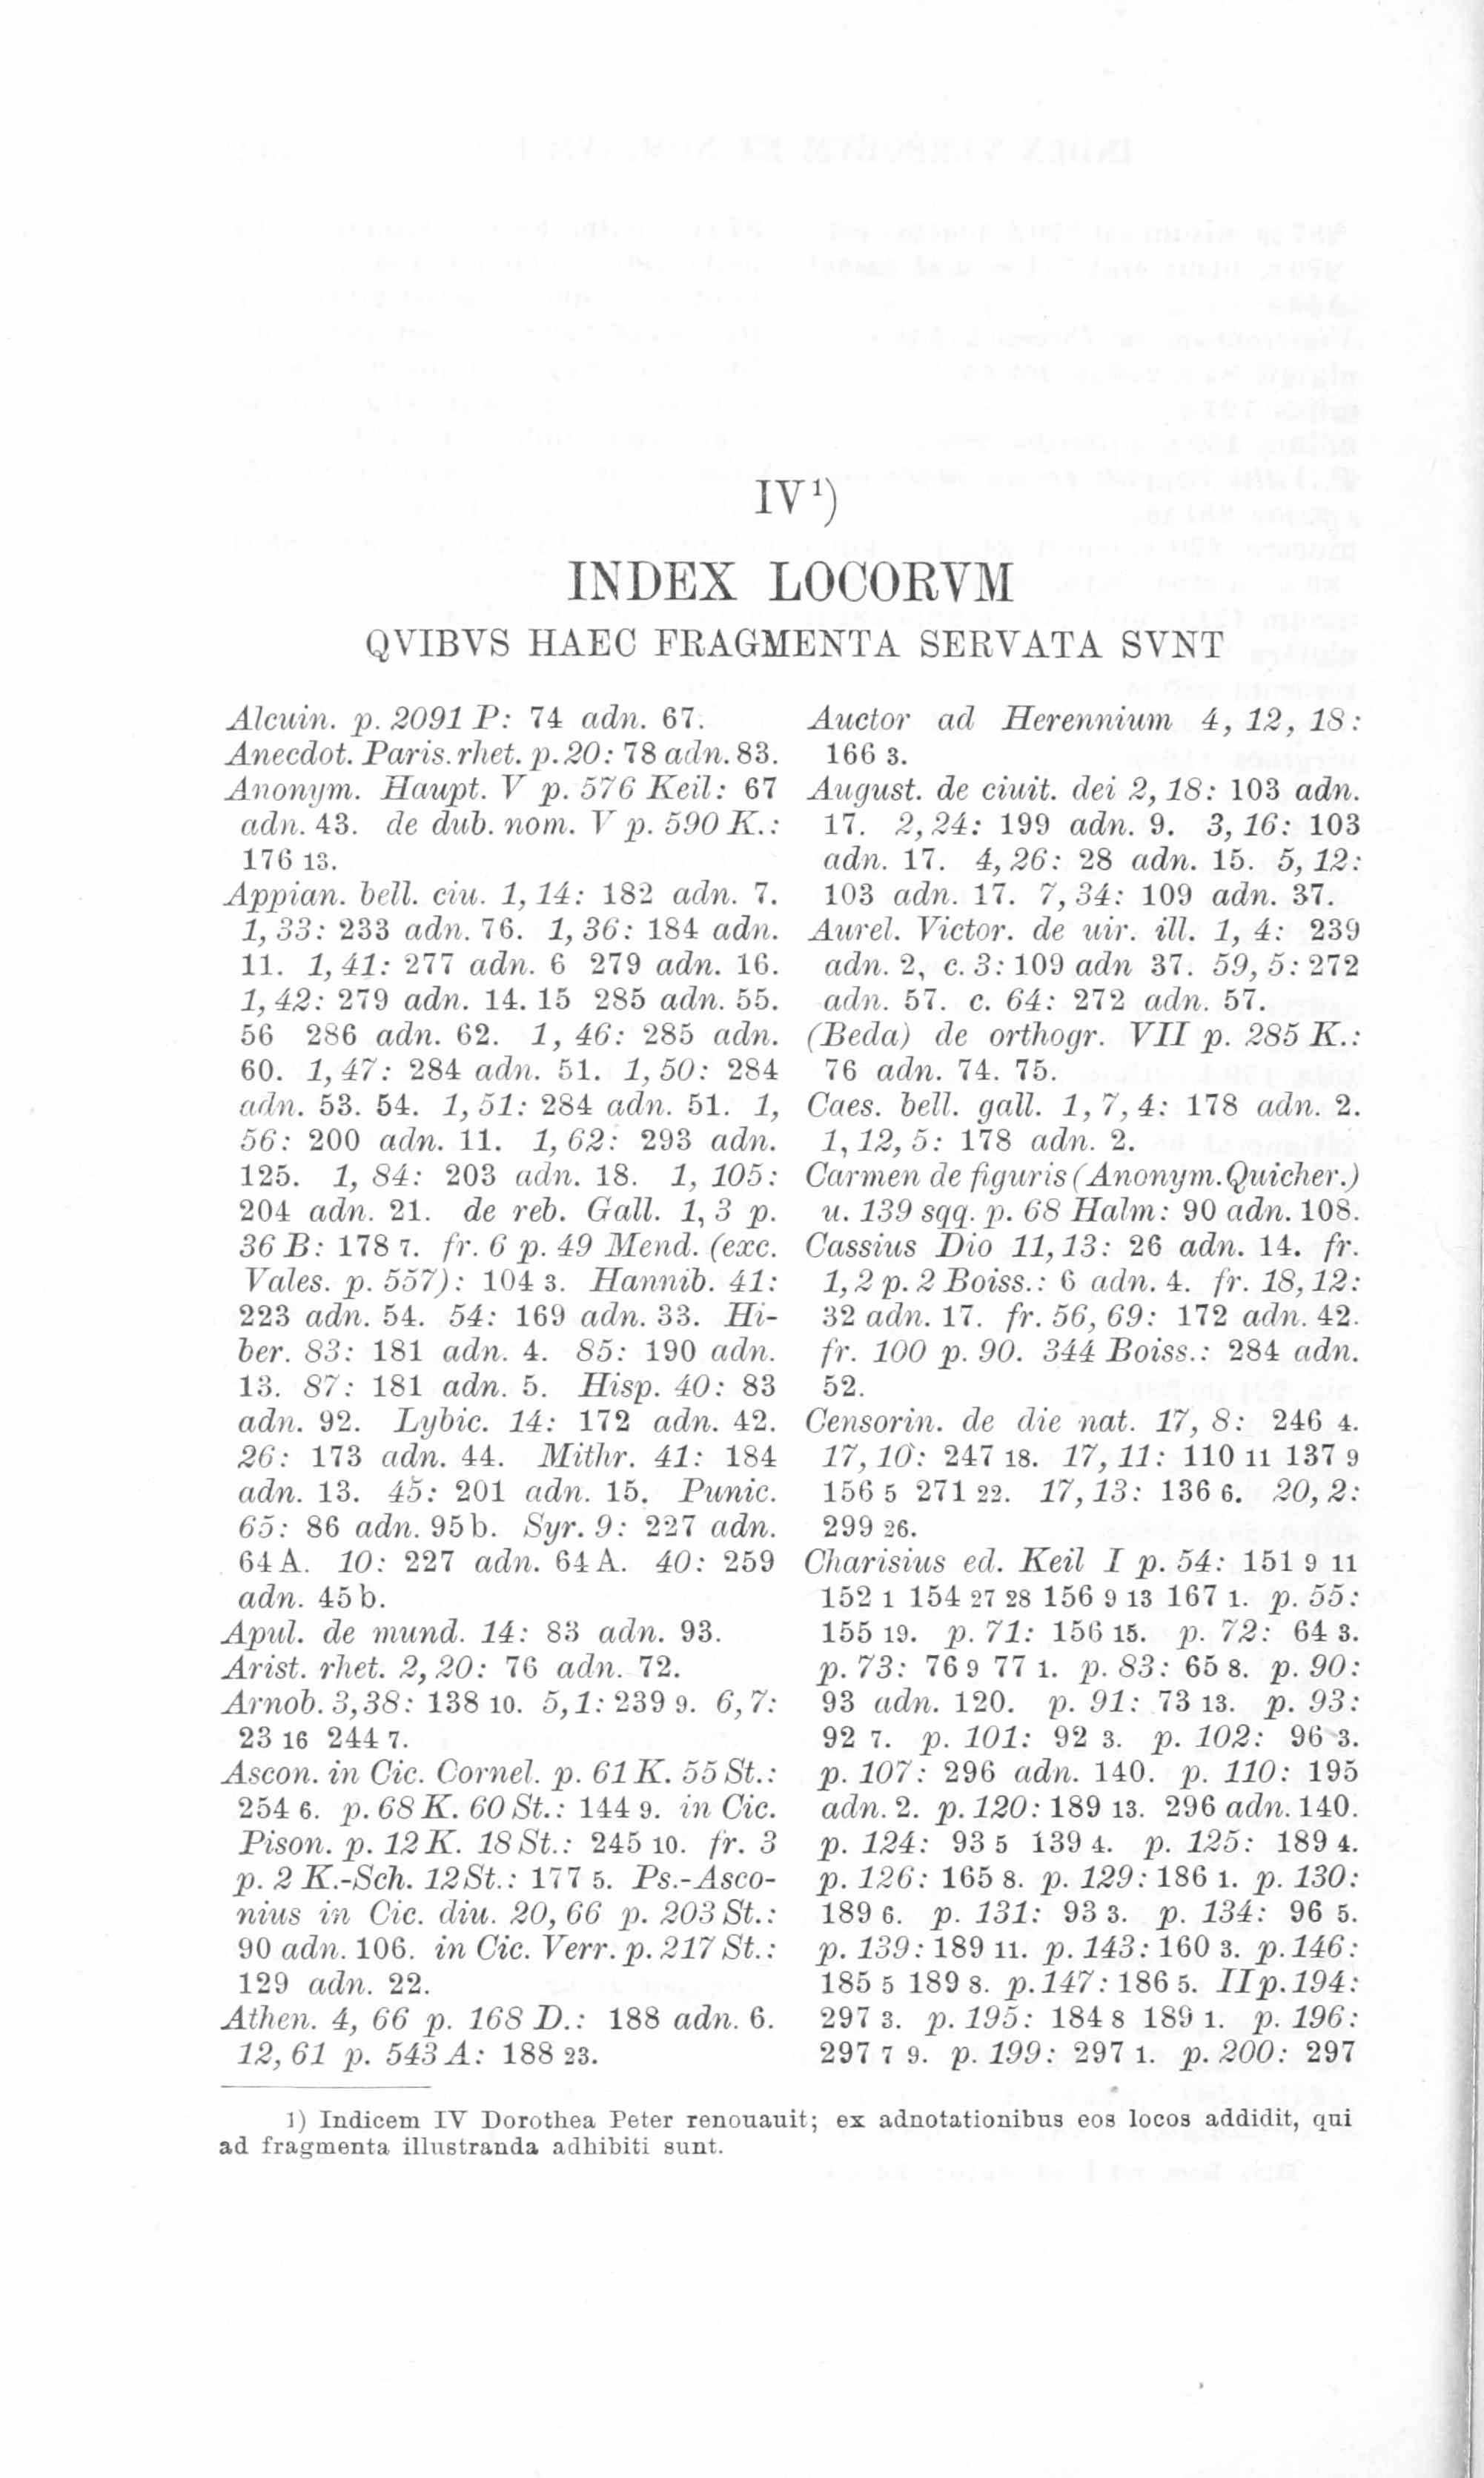 IV¹)
INDEX LOCORVM
QVIBVS HAEC FRAGMENTA SERVATA SVNT
Alcuin. p. 2091 P: 74 adn. 67.
Anecdot. Paris. rhet. p. 20: 78 adn. 83.
Anonym. Haupt. V p. 576 Keil: 67
adn. 43. de dub. nom. V p. 590 K.:
176 13.
Appian. bell. ciu. 1, 14: 182 adn. 7.
1, 33: 233 adn. 76. 1, 36: 184 adn.
11. 1, 41: 277 adn. 6 279 adn. 16.
1, 42: 279 adn. 14. 15 285 adn. 55.
56 286 adn. 62. 1, 46: 285 adn.
60. 1, 47: 284 adn. 51. 1, 50: 284
adn. 53. 54. 1, 51: 284 adn. 51. 1,
56: 200 adn. 11. 1, 62: 293 adn.
125. 1, 84: 203 adn. 18. 1, 105:
204 adn. 21. de reb. Gall. 1, 3 p.
36 B: 178 7. fr. 6 p. 49 Mend. (exc.
Vales. p. 557): 104 3. Hannib. 41:
223 adn. 54. 54: 169 adn. 33. Hi-
ber. 83: 181 adn. 4. 85: 190 adn.
13. 87: 181 adn. 5. Hisp. 40: 83
adn. 92. Lybic. 14: 172 adn. 42.
26: 173 adn. 44. Mithr. 41: 184
adn. 13. 45: 201 adn. 15. Punic.
65: 86 adn. 95b. Syr. 9: 227 adn.
64 A. 10: 227 adn. 64 A. 40: 259
adn. 45 b.
Apul. de mund. 14: 83 adn. 93.
Arist. rhet. 2, 20: 76 adn. 72.
Arnob. 3, 38: 138 10. 5, 1: 239 9. 6, 7:
23 16 244 7.
Ascon. in Cic. Cornel. p. 61 K. 55 St.:
254 6. p. 68 K. 60 St.: 144 9. in Cic.
Pison. p. 12 K. 18 St.: 245 10. fr. 3
p. 2 K.-Sch. 12 St.: 177 5. Ps.-Asco-
nius in Cic. diu. 20, 66 p. 203 St.:
90 adn. 106. in Cic. Verr. p. 217 St.:
129 adn. 22.
Athen. 4, 66 p. 168 D.: 188 adn. 6.
12, 61 p. 543 A: 188 23.
Auctor ad Herennium 4, 12, 18:
166 3.
August. de ciuit. dei 2, 18: 103 adn.
17. 2, 24: 199 adn. 9. 3, 16: 103
adn. 17. 4, 26: 28 adn. 15. 5, 12:
103 adn. 17. 7, 34: 109 adn. 37.
Aurel. Victor. de uir. ill. 1, 4: 239
adn. 2, c. 3: 109 adn 37. 59, 5: 272
adn. 57. c. 64: 272 adn. 57.
(Beda) de orthogr. VII p. 285 K.:
76 adn. 74. 75.
Caes. bell. gall. 1, 7, 4: 178 adn. 2.
1, 12, 5: 178 adn. 2.
Carmen de figuris (Anonym. Quicher.)
u. 139 sqq. p. 68 Halm: 90 adn. 108.
Cassius Dio 11, 13: 26 adn. 14. fr.
1, 2 p. 2 Boiss.: 6 adn. 4. fr. 18, 12:
32 adn. 17. fr. 56, 69: 172 adn. 42.
fr. 100 p. 90. 344 Boiss.: 284 adn.
52.
Censorin. de die nat. 17, 8: 246 4.
17, 10: 247 18. 17, 11: 110 11 137 9
156 5 271 22. 17, 13: 136 6. 20, 2:
299 26.
Charisius ed. Keil I p. 54: 151 9 11
152 1 154 27 28 156 9 13 167 1. p. 55:
155 19. p. 71: 156 15. p. 72: 64 3.
p. 73: 76 9 77 1. p. 83: 65 8. p. 90:
93 adn. 120. p. 91: 73 13. p. 93:
92 7. p. 101: 92 3. p. 102: 96 3.
p. 107: 296 adn. 140. p. 110: 195
adn. 2. p. 120: 189 13. 296 adn. 140.
p. 124: 93 5 139 4. p. 125: 189 4.
p. 126: 165 8. p. 129: 186 1. p. 130:
189 6. p. 131: 93 3. p. 134: 96 5.
p. 139: 189 11. p. 143: 160 3. p. 146:
185 5 189 8. p. 147: 186 5. II p. 194:
297 3. p. 195: 184 8 189 1. p. 196:
297 7 9. p. 199: 297 1. p. 200: 297
1) Indicem IV Dorothea Peter renouauit; ex adnotationibus eos locos addidit, qui
ad fragmenta illustranda adhibiti sunt.